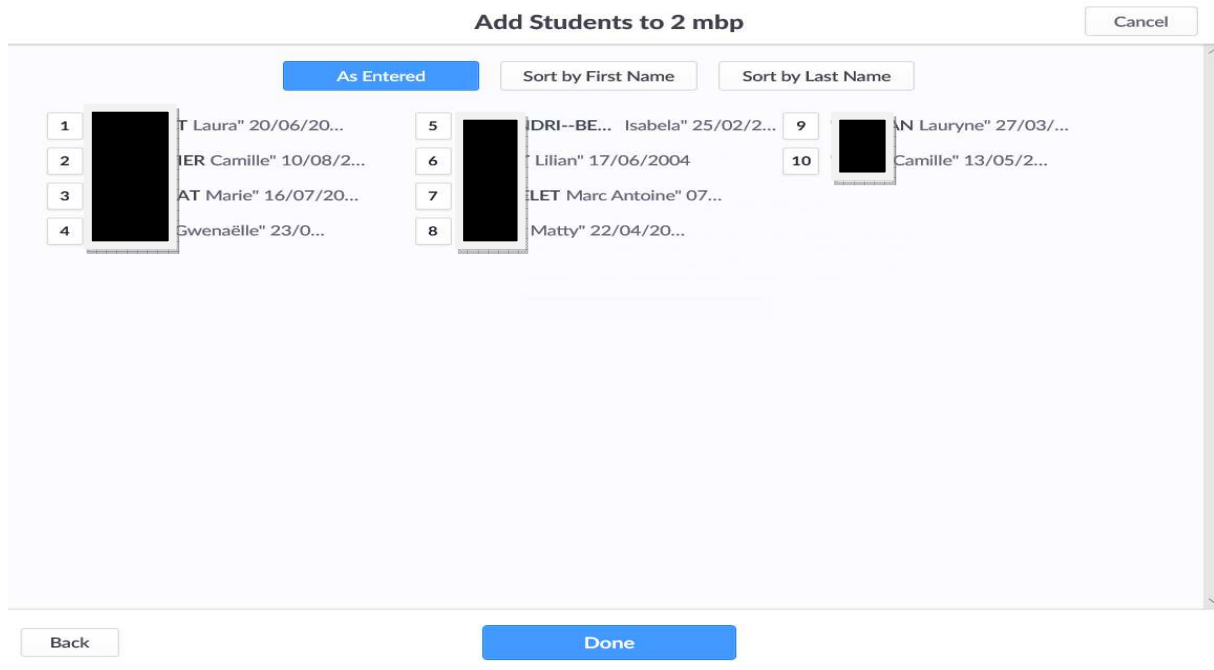 Add Students to 2 mbp
Cancel
As Entered
Sort by First Name
Sort by Last Name
1 T Laura" 20/06/20...
2 IER Camille" 10/08/2...
3 AT Marie" 16/07/20...
4 Gwenaëlle" 23/0...
5 NDRI--BE... Isabela" 25/02/2...
6 Lilian" 17/06/2004
7 ELET Marc Antoine" 07...
8 Matty" 22/04/20...
9 AN Lauryne" 27/03/...
10 Camille" 13/05/2...
Back
Done